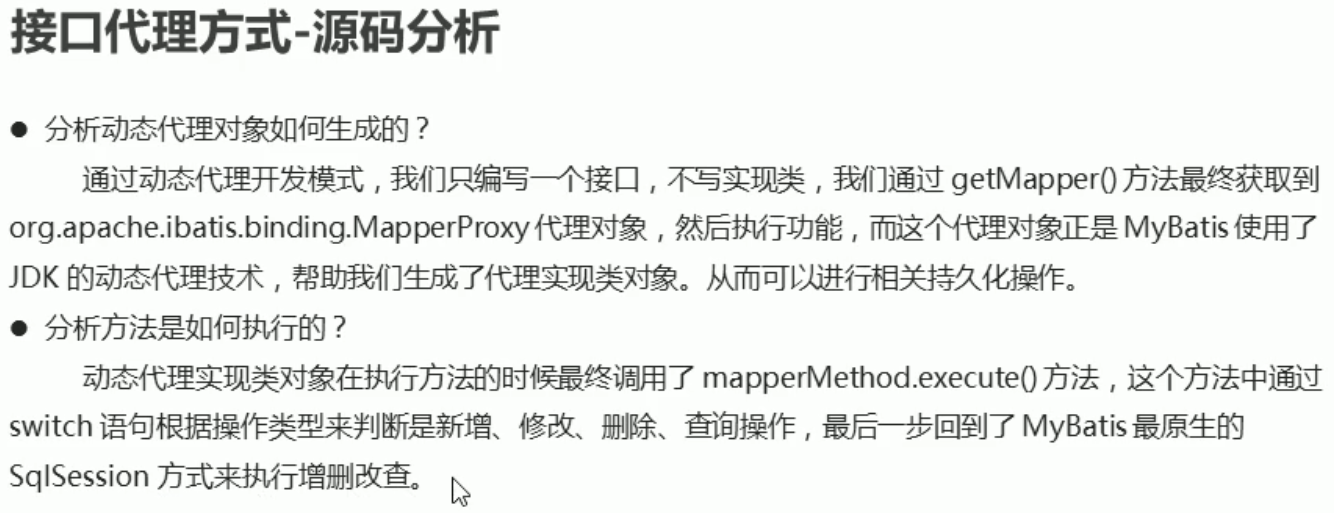 接口代理方式-源码分析
● 分析动态代理对象如何生成的？
通过动态代理开发模式，我们只编写一个接口，不写实现类，我们通过 getMapper() 方法最终获取到
org.apache.ibatis.binding.MapperProxy 代理对象，然后执行功能，而这个代理对象正是 MyBatis 使用了
JDK 的动态代理技术，帮助我们生成了代理实现类对象。从而可以进行相关持久化操作。
● 分析方法是如何执行的？
动态代理实现类对象在执行方法的时候最终调用了 mapperMethod.execute() 方法，这个方法中通过
switch 语句根据操作类型来判断是新增、修改、删除、查询操作，最后一步回到了 MyBatis 最原生的
SqlSession 方式来执行增删改查。